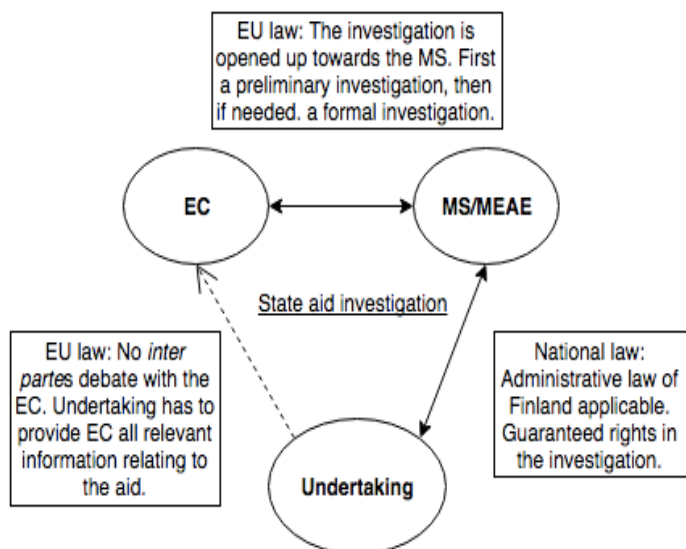 EU law: The investigation is
opened up towards the MS. First
a preliminary investigation, then
if needed. a formal investigation.
EC
MS/MEAE
State aid investigation
EU law: No inter
partes debate with the
EC. Undertaking has to
provide EC all relevant
information relating to
the aid.
National law:
Administrative law of
Finland applicable.
Guaranteed rights in
the investigation.
Undertaking